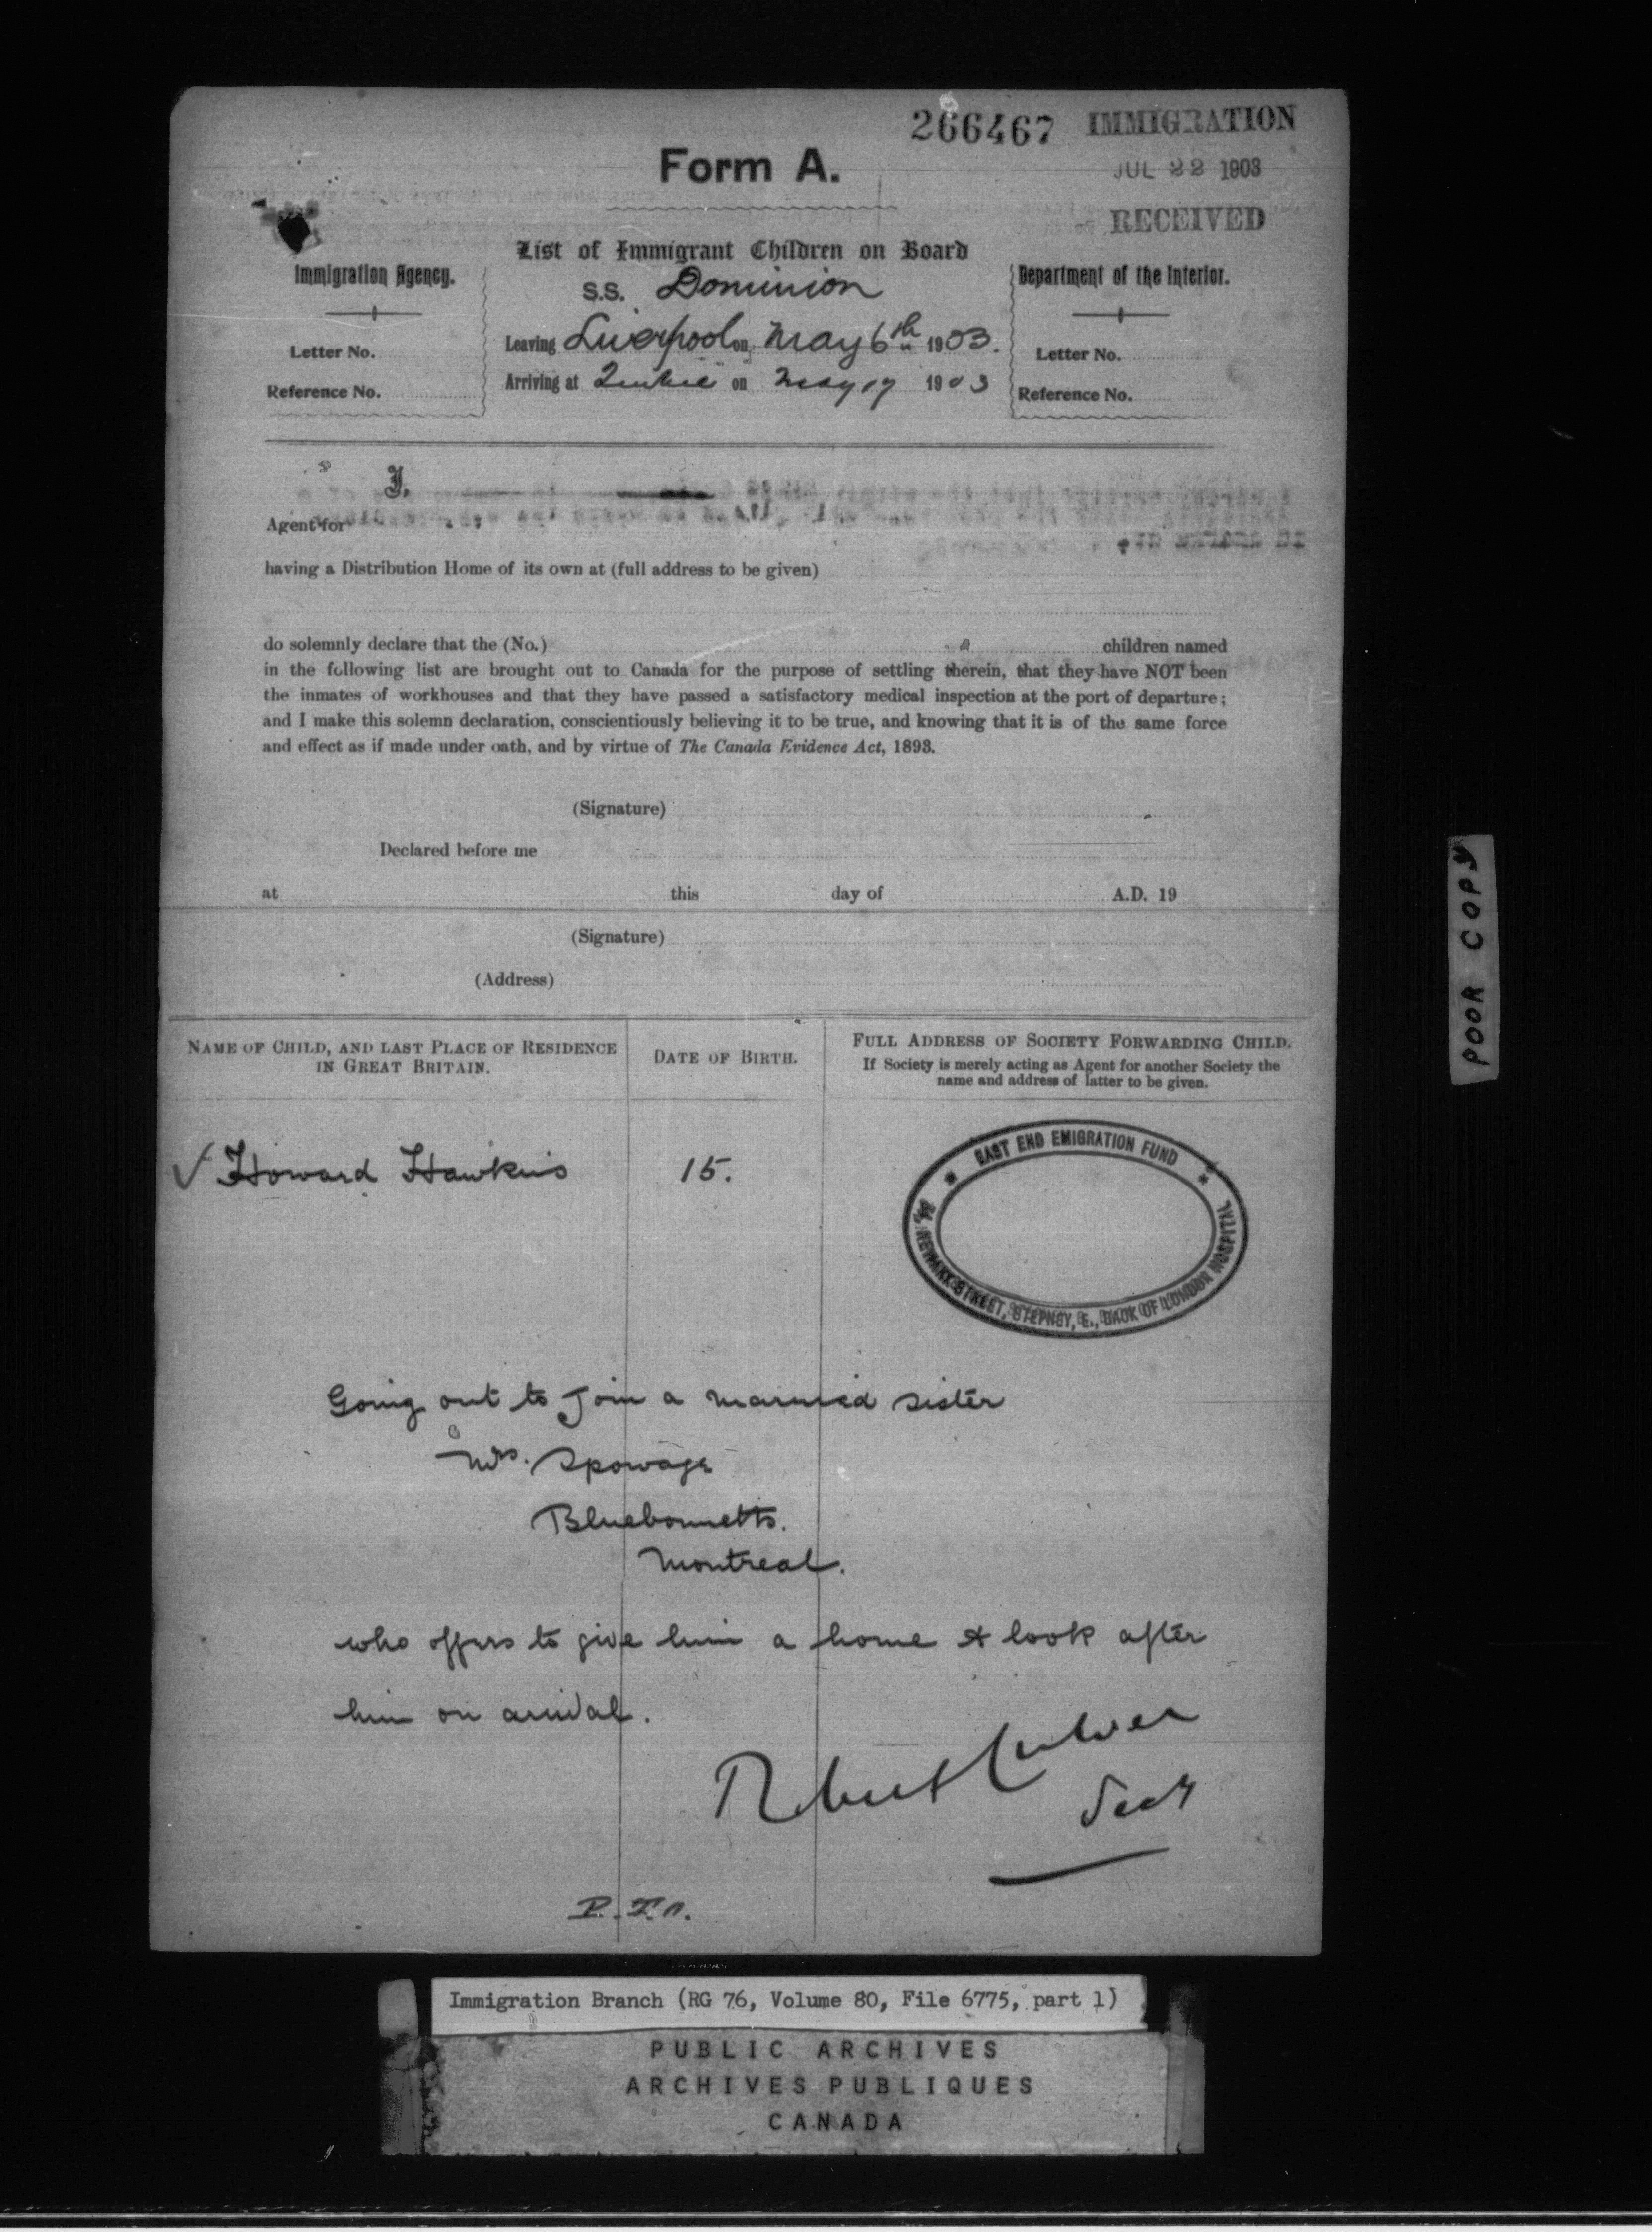 266467 IMMIGRATION
Form A.
JUL 22 1903
RECEIVED
List of Immigrant Children on Board
Immigration Agency.
S.S. Dominion
Department of the Interior.
Leaving Liverpool on May 6th 1903.
Letter No.
Letter No.
Arriving at Quebec on May 17 1903
Reference No.
Reference No.
I,
Agent for
having a Distribution Home of its own at (full address to be given)
do solemnly declare that the (No.) children named
in the following list are brought out to Canada for the purpose of settling therein, that they have NOT been
the inmates of workhouses and that they have passed a satisfactory medical inspection at the port of departure;
and I make this solemn declaration, conscientiously believing it to be true, and knowing that it is of the same force
and effect as if made under oath, and by virtue of The Canada Evidence Act, 1893.
(Signature)
Declared before me
at this day of A.D. 19
(Signature)
(Address)
NAME OF CHILD, AND LAST PLACE OF RESIDENCE
IN GREAT BRITAIN.
DATE OF BIRTH.
FULL ADDRESS OF SOCIETY FORWARDING CHILD.
If Society is merely acting as Agent for another Society the
name and address of latter to be given.
✓ Howard Hawkins 15.
* EAST END EMIGRATION FUND *
NEWARK STREET, STEPNEY, E., BACK OF LONDON HOSPITAL
Going out to join a married sister
Mrs. Spowage
Bluebonnetts.
Montreal.
who offers to give him a home & look after
him on arrival.
Robert Culver
Secy
P.T.O.
POOR COPY
Immigration Branch (RG 76, Volume 80, File 6775, part 1)
PUBLIC ARCHIVES
ARCHIVES PUBLIQUES
CANADA